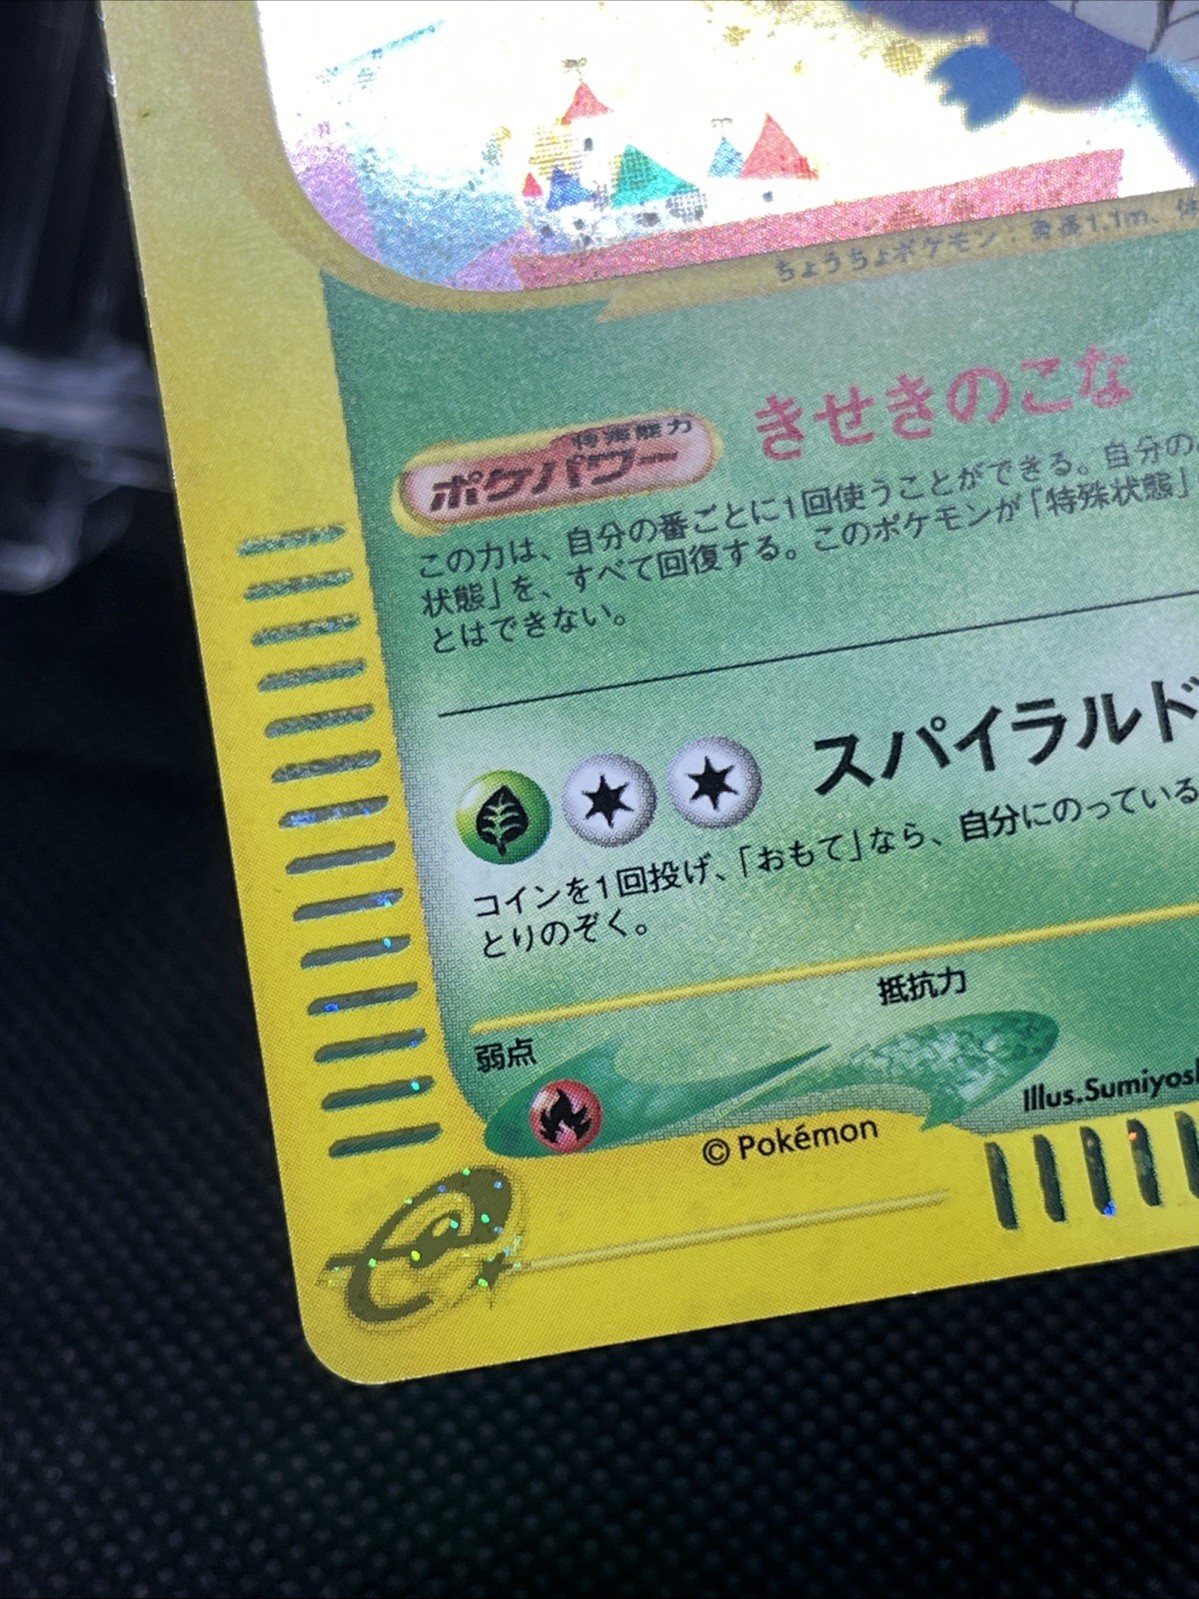 ちょうちょポケモン：身長1.1m、体
特殊能力
ポケパワー
きせきのこな
この力は、自分の番ごとに1回使うことができる。自分の
状態」を、すべて回復する。このポケモンが「特殊状態」
とはできない。
スパイラルド
コインを1回投げ、「おもて」なら、自分にのっている
とりのぞく。
弱点
抵抗力
Illus.Sumiyos
© Pokémon
e